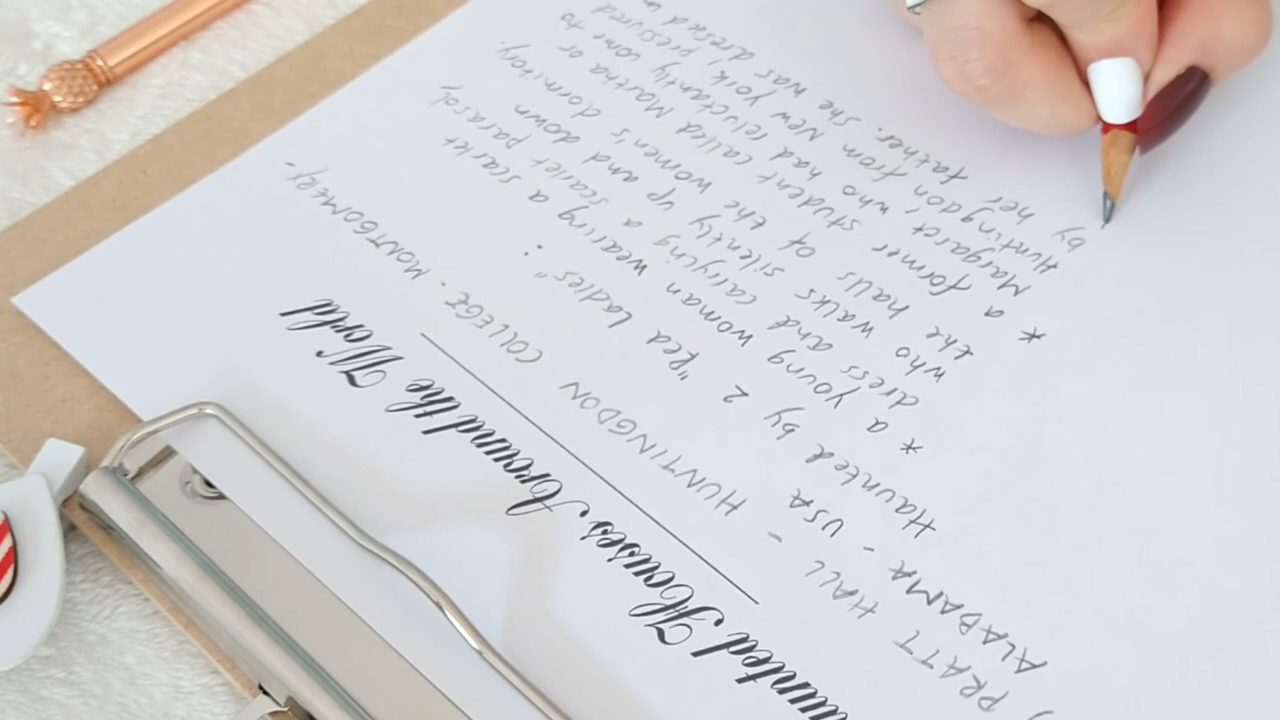 unted Houses Around the World
) PRATT HALL - HUNTINGDON COLLEGE - MONTGOMERY -
ALABAMA - USA
Haunted by 2 "Red Ladies" :
* a young woman wearing a scarlet
dress and carrying a scarlet parasol,
who walks silently up and down
the halls of the women's dormitory.
* a former student called Martha or
Margaret, who had reluctantly come to
Huntingdon from New York pressured
by her father. She was dressed